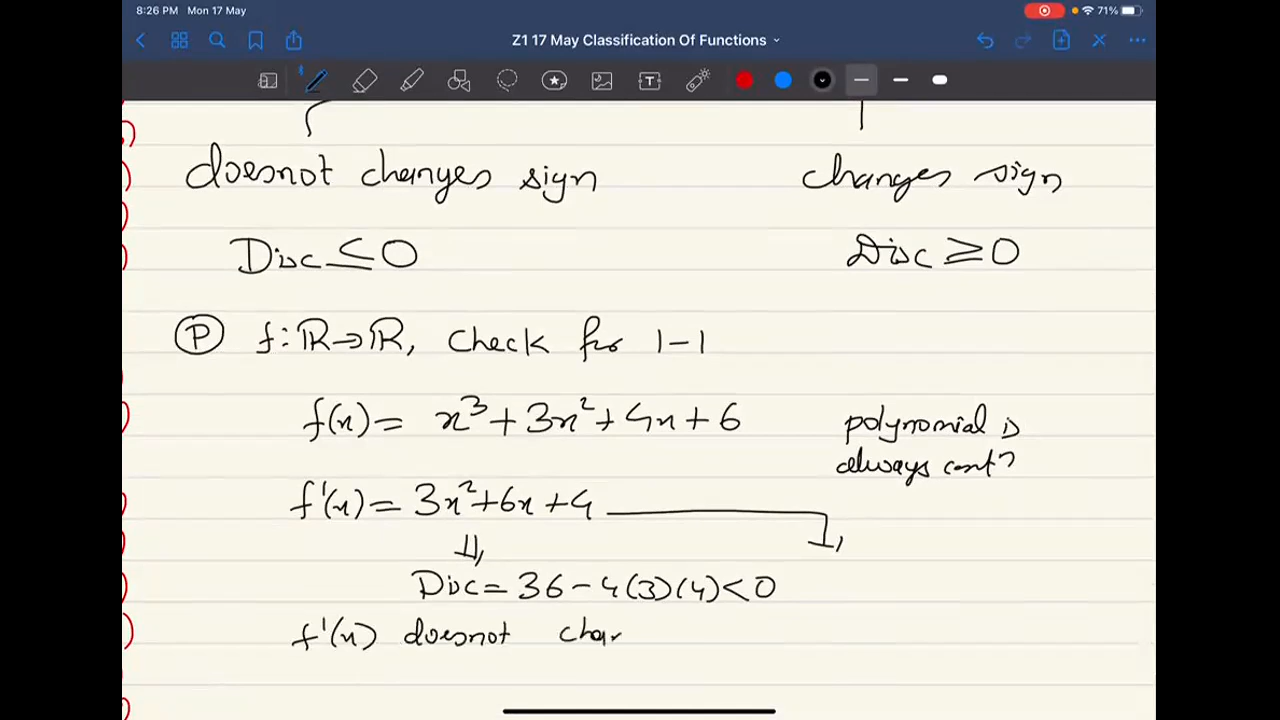 8:26 PM Mon 17 May 71%
Z1 17 May Classification Of Functions
doesnot changes sign changes sign
Disc ≤ 0 Disc ≥ 0
P f: ℝ→ℝ, Check for 1-1
f(x) = x³ + 3x² + 4x + 6
polynomial is
always contⁿ
f'(x) = 3x² + 6x + 4
Disc = 36 - 4(3)(4) < 0
f'(x) doesnot char